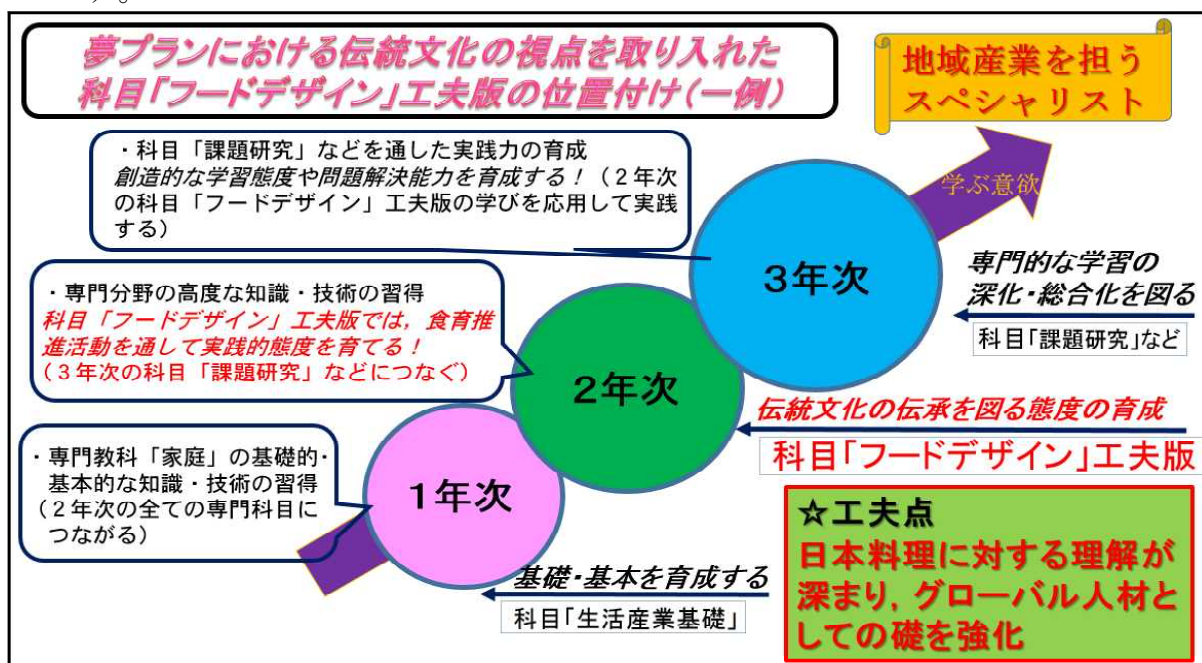 す。
夢プランにおける伝統文化の視点を取り入れた
科目「フードデザイン」工夫版の位置付け（一例）
地域産業を担う
スペシャリスト
・科目「課題研究」などを通した実践力の育成
創造的な学習態度や問題解決能力を育成する！（２年次
の科目「フードデザイン」工夫版の学びを応用して実践
する）
学ぶ意欲
３年次
専門的な学習の
深化・総合化を図る
科目「課題研究」など
・専門分野の高度な知識・技術の習得
科目「フードデザイン」工夫版では，食育推
進活動を通して実践的態度を育てる！
（３年次の科目「課題研究」などにつなぐ）
２年次
伝統文化の伝承を図る態度の育成
科目「フードデザイン」工夫版
・専門教科「家庭」の基礎的・
基本的な知識・技術の習得
（２年次の全ての専門科目に
つながる）
１年次
基礎・基本を育成する
科目「生活産業基礎」
☆工夫点
日本料理に対する理解が
深まり，グローバル人材と
しての礎を強化